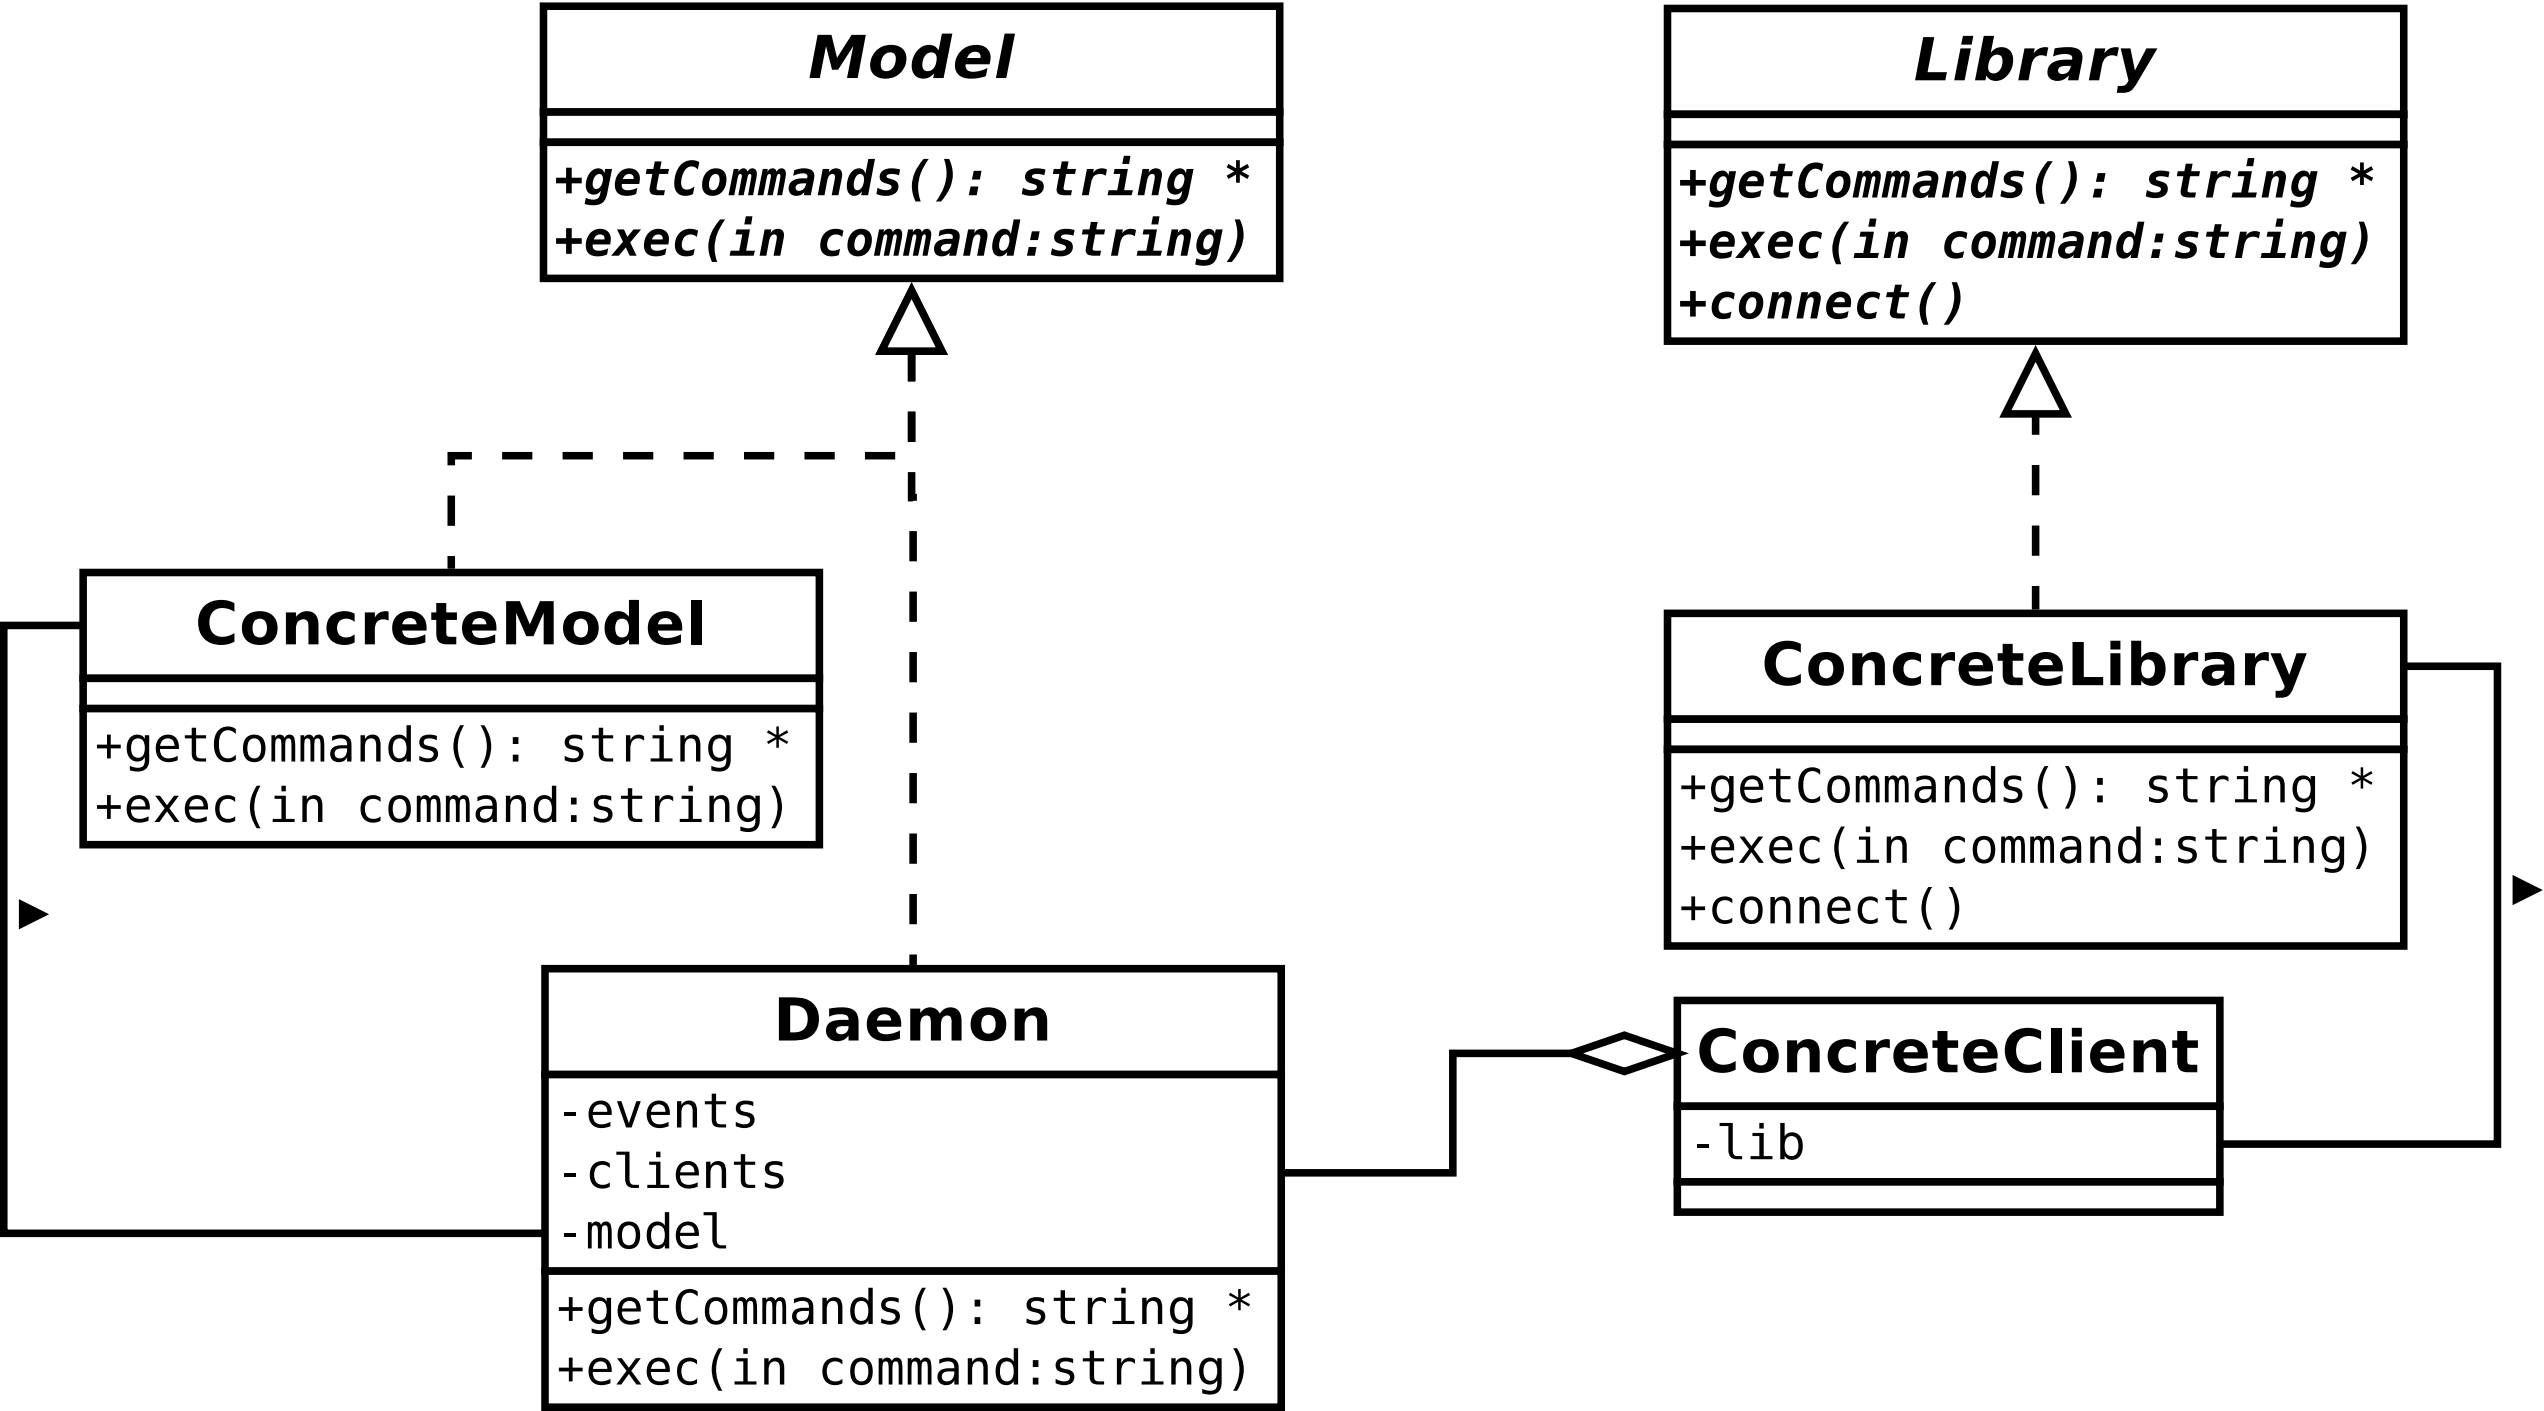 Model
+getCommands(): string *
+exec(in command:string)
Library
+getCommands(): string *
+exec(in command:string)
+connect()
ConcreteModel
+getCommands(): string *
+exec(in command:string)
ConcreteLibrary
+getCommands(): string *
+exec(in command:string)
+connect()
Daemon
-events
-clients
-model
+getCommands(): string *
+exec(in command:string)
ConcreteClient
-lib